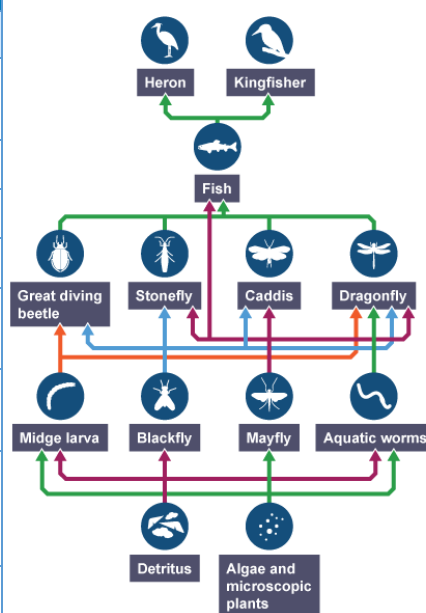 Heron
Kingfisher
Fish
Great diving
beetle
Stonefly
Caddis
Dragonfly
Midge larva
Blackfly
Mayfly
Aquatic worms
Detritus
Algae and
microscopic
plants